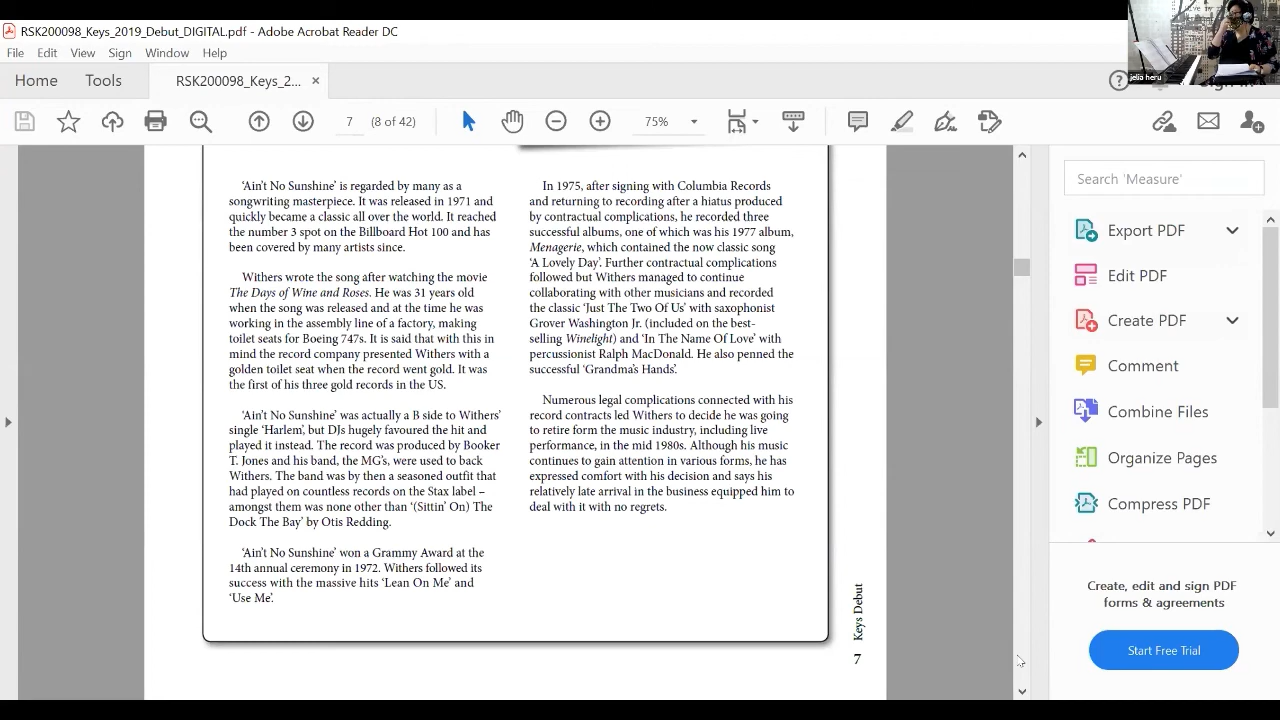 RSK200098_Keys_2019_Debut_DIGITAL.pdf - Adobe Acrobat Reader DC
File Edit View Sign Window Help
Home Tools RSK200098_Keys_2... ×
7 (8 of 42) 75%
jelia heru
'Ain't No Sunshine' is regarded by many as a
songwriting masterpiece. It was released in 1971 and
quickly became a classic all over the world. It reached
the number 3 spot on the Billboard Hot 100 and has
been covered by many artists since.
Withers wrote the song after watching the movie
The Days of Wine and Roses. He was 31 years old
when the song was released and at the time he was
working in the assembly line of a factory, making
toilet seats for Boeing 747s. It is said that with this in
mind the record company presented Withers with a
golden toilet seat when the record went gold. It was
the first of his three gold records in the US.
'Ain't No Sunshine' was actually a B side to Withers'
single 'Harlem', but DJs hugely favoured the hit and
played it instead. The record was produced by Booker
T. Jones and his band, the MG's, were used to back
Withers. The band was by then a seasoned outfit that
had played on countless records on the Stax label –
amongst them was none other than '(Sittin' On) The
Dock The Bay' by Otis Redding.
'Ain't No Sunshine' won a Grammy Award at the
14th annual ceremony in 1972. Withers followed its
success with the massive hits 'Lean On Me' and
'Use Me'.
In 1975, after signing with Columbia Records
and returning to recording after a hiatus produced
by contractual complications, he recorded three
successful albums, one of which was his 1977 album,
Menagerie, which contained the now classic song
'A Lovely Day'. Further contractual complications
followed but Withers managed to continue
collaborating with other musicians and recorded
the classic 'Just The Two Of Us' with saxophonist
Grover Washington Jr. (included on the best-
selling Winelight) and 'In The Name Of Love' with
percussionist Ralph MacDonald. He also penned the
successful 'Grandma's Hands'.
Numerous legal complications connected with his
record contracts led Withers to decide he was going
to retire form the music industry, including live
performance, in the mid 1980s. Although his music
continues to gain attention in various forms, he has
expressed comfort with his decision and says his
relatively late arrival in the business equipped him to
deal with it with no regrets.
Keys Debut
7
Search 'Measure'
Export PDF
Edit PDF
Create PDF
Comment
Combine Files
Organize Pages
Compress PDF
Create, edit and sign PDF
forms & agreements
Start Free Trial